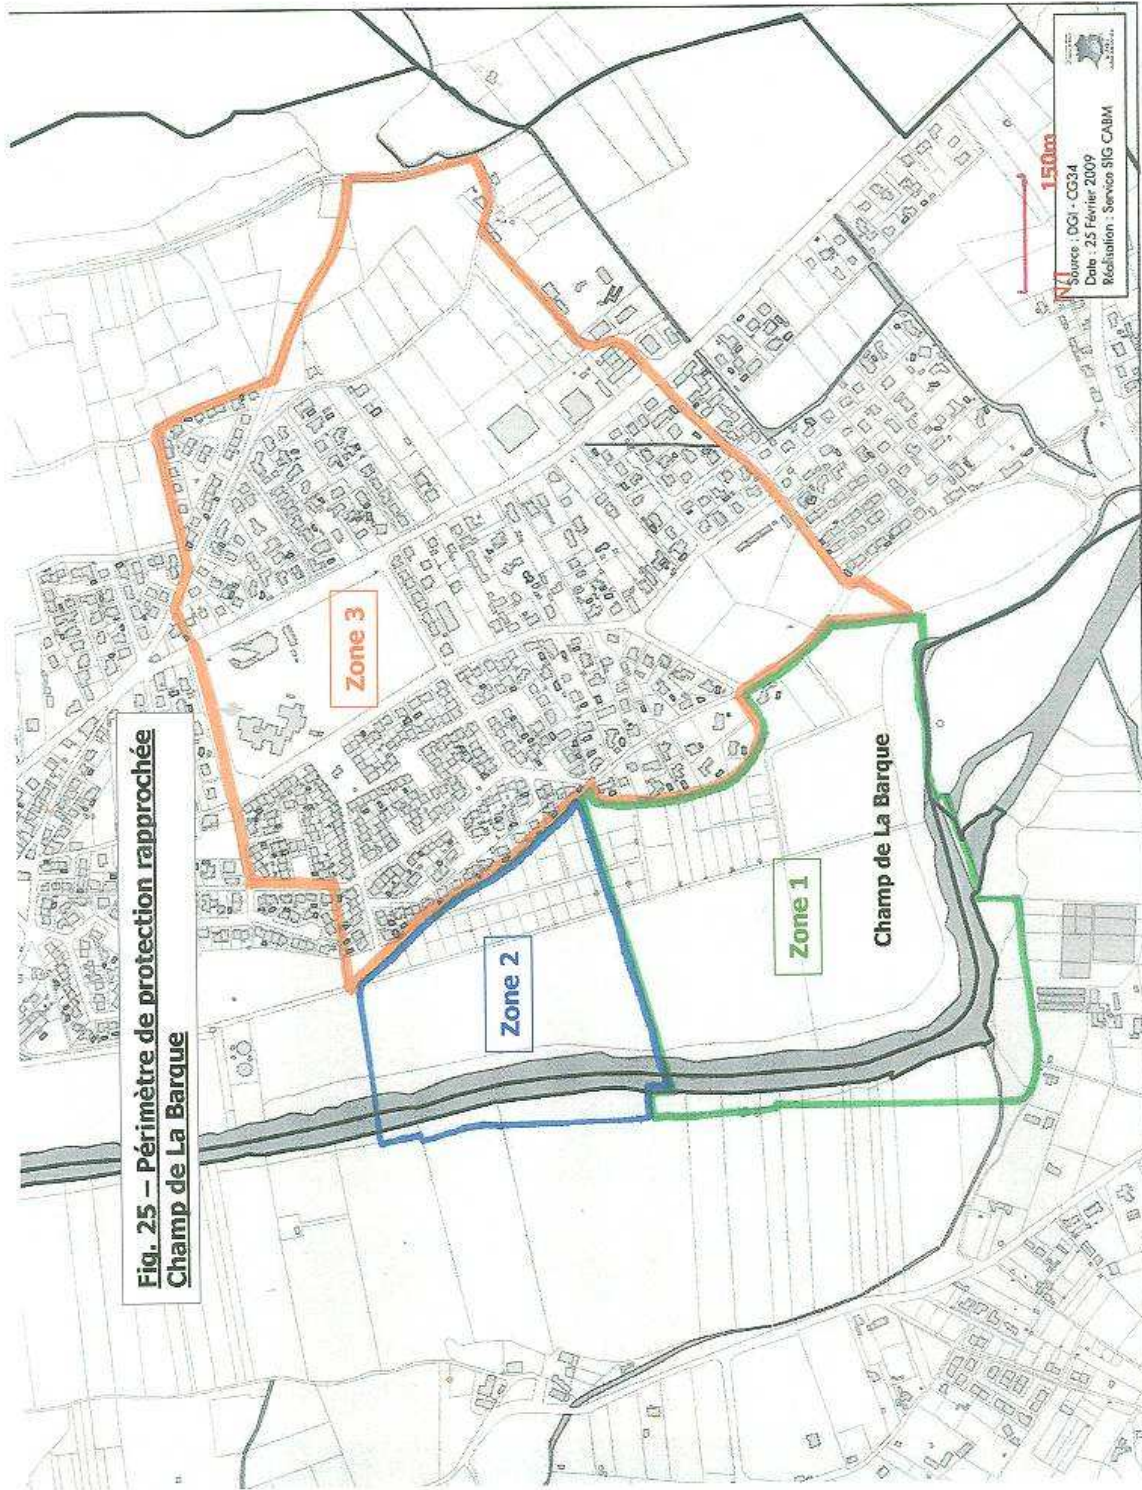 Fig. 25 – Périmètre de protection rapprochée
Champ de La Barque
Zone 3
Zone 2
Zone 1
Champ de La Barque
150m
Source : DGI - CG34
Date : 25 Février 2009
Réalisation : Service SIG CABM